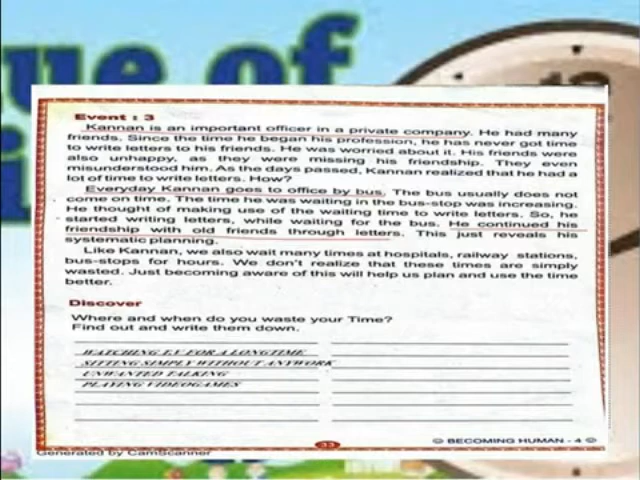 ue of
12
Event : 3
Kannan is an important officer in a private company. He had many
friends. Since the time he began his profession, he has never got time
to write letters to his friends. He was worried about it. His friends were
also unhappy, as they were missing his friendship. They even
misunderstood him. As the days passed, Kannan realized that he had a
lot of time to write letters. How?
Everyday Kannan goes to office by bus. The bus usually does not
come on time. The time he was waiting in the bus-stop was increasing.
He thought of making use of the waiting time to write letters. So, he
started writing letters, while waiting for the bus. He continued his
friendship with old friends through letters. This just reveals his
systematic planning.
Like Kannan, we also wait many times at hospitals, railway stations,
bus-stops for hours. We don't realize that these times are simply
wasted. Just becoming aware of this will help us plan and use the time
better.
Discover
Where and when do you waste your Time?
Find out and write them down.
WATCHING T.V FOR A LONGTIME
SITTING SIMPLY WITHOUT ANYWORK
UNWANTED TALKING
PLAYING VIDEOGAMES
33
☺ BECOMING HUMAN - 4 ☺
Generated by CamScanner